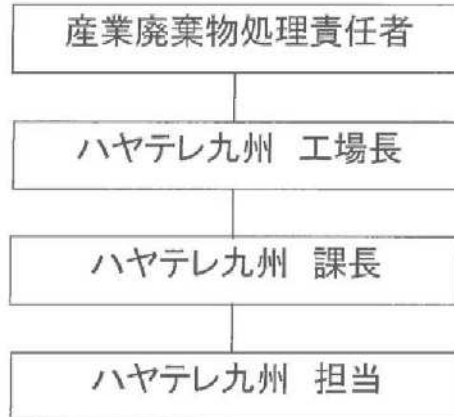 産業廃棄物処理責任者
ハヤテレ九州 工場長
ハヤテレ九州 課長
ハヤテレ九州 担当